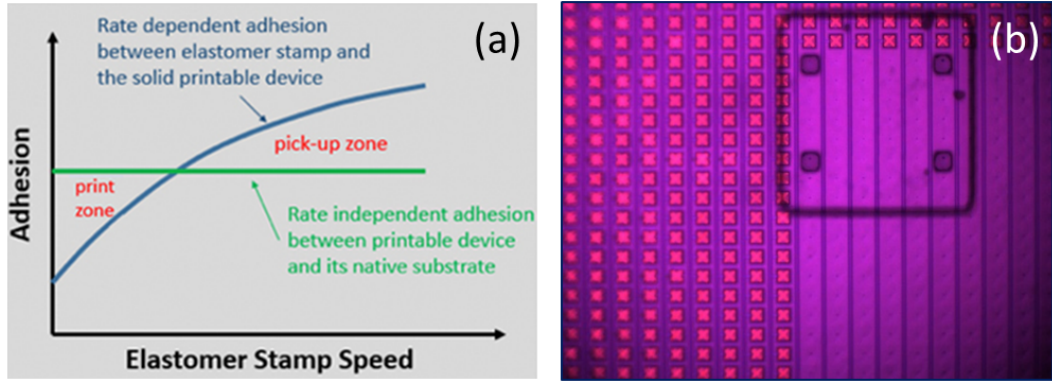 Rate dependent adhesion
between elastomer stamp and
the solid printable device
(a)
pick-up zone
print
zone
Rate independent adhesion
between printable device
and its native substrate
Adhesion
Elastomer Stamp Speed
(b)